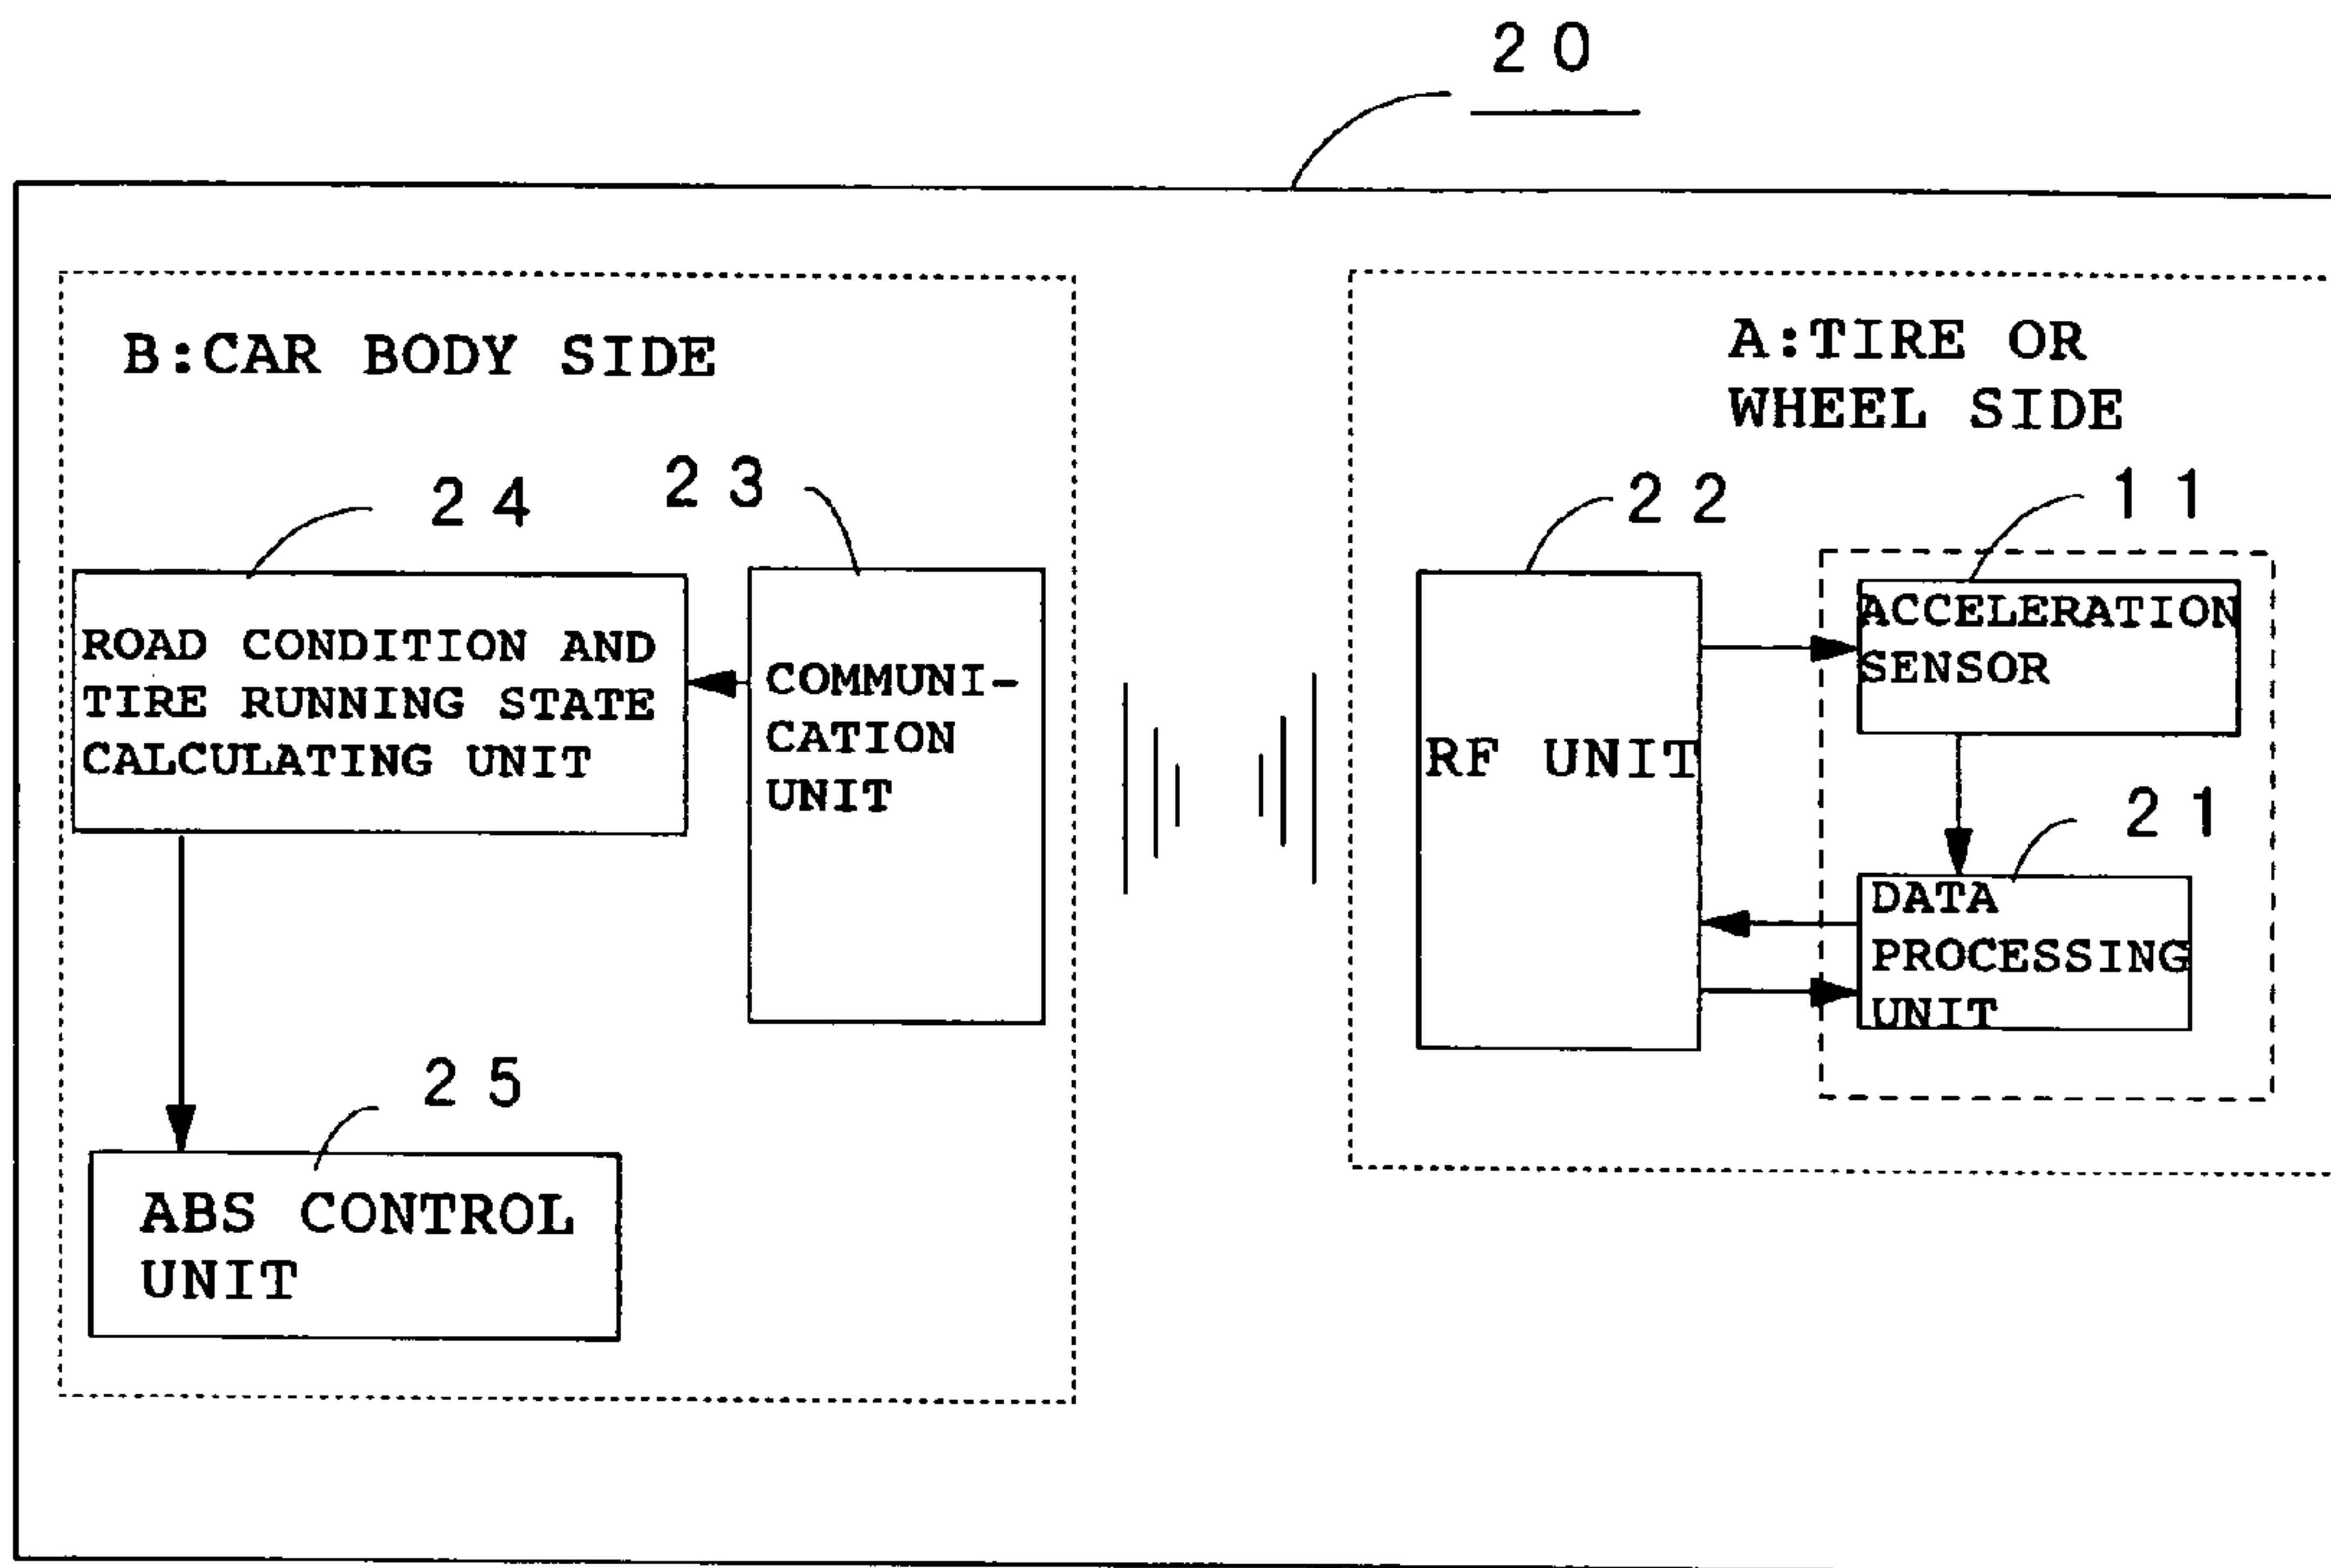 20
B:CAR BODY SIDE
24
23
ROAD CONDITION AND
TIRE RUNNING STATE
CALCULATING UNIT
COMMUNI-
CATION
UNIT
25
ABS CONTROL
UNIT
A:TIRE OR
WHEEL SIDE
22
11
RF UNIT
ACCELERATION
SENSOR
21
DATA
PROCESSING
UNIT